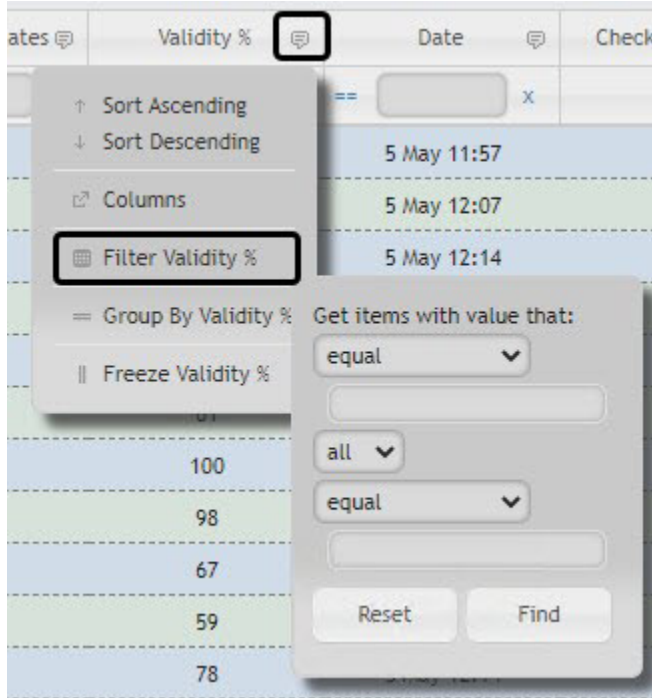 ates Validity % Date Check
Sort Ascending
== x
Sort Descending
5 May 11:57
Columns
5 May 12:07
Filter Validity %
5 May 12:14
Group By Validity %
Get items with value that:
equal
Freeze Validity %
all
100
equal
98
67
59
Reset Find
78